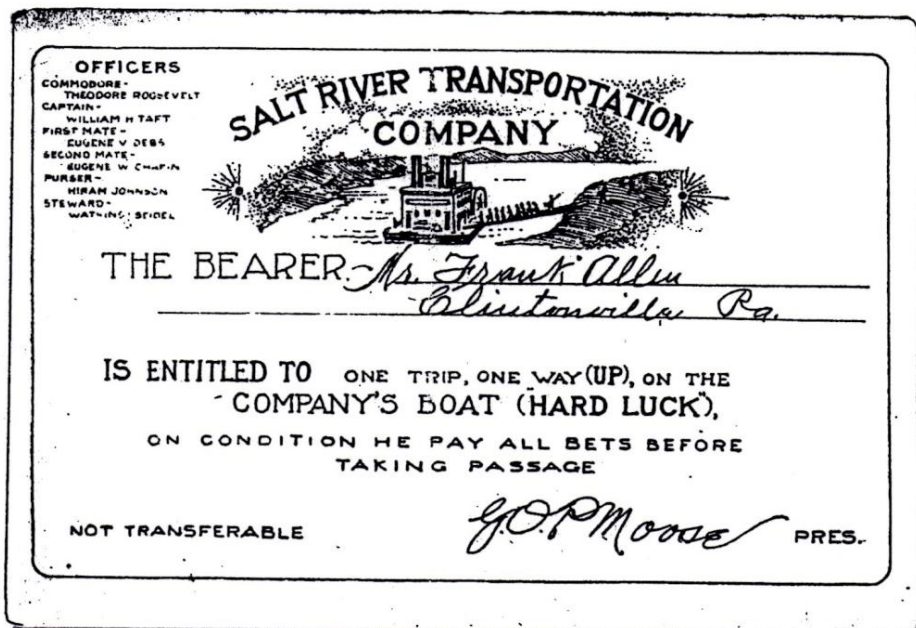 OFFICERS
COMMODORE-
THEODORE ROOSEVELT
CAPTAIN-
WILLIAM H TAFT
FIRST MATE-
EUGENE V DEBS
SECOND MATE-
EUGENE W CHAFIN
PURSER-
HIRAM JOHNSON
STEWARD-
WATKINS SEIDEL
SALT RIVER TRANSPORTATION
COMPANY
THE BEARER- Mr. Frank Allen
Clintonville Pa.
IS ENTITLED TO ONE TRIP, ONE WAY (UP), ON THE
COMPANY'S BOAT (HARD LUCK),
ON CONDITION HE PAY ALL BETS BEFORE
TAKING PASSAGE
NOT TRANSFERABLE
G.O.P Moose PRES.